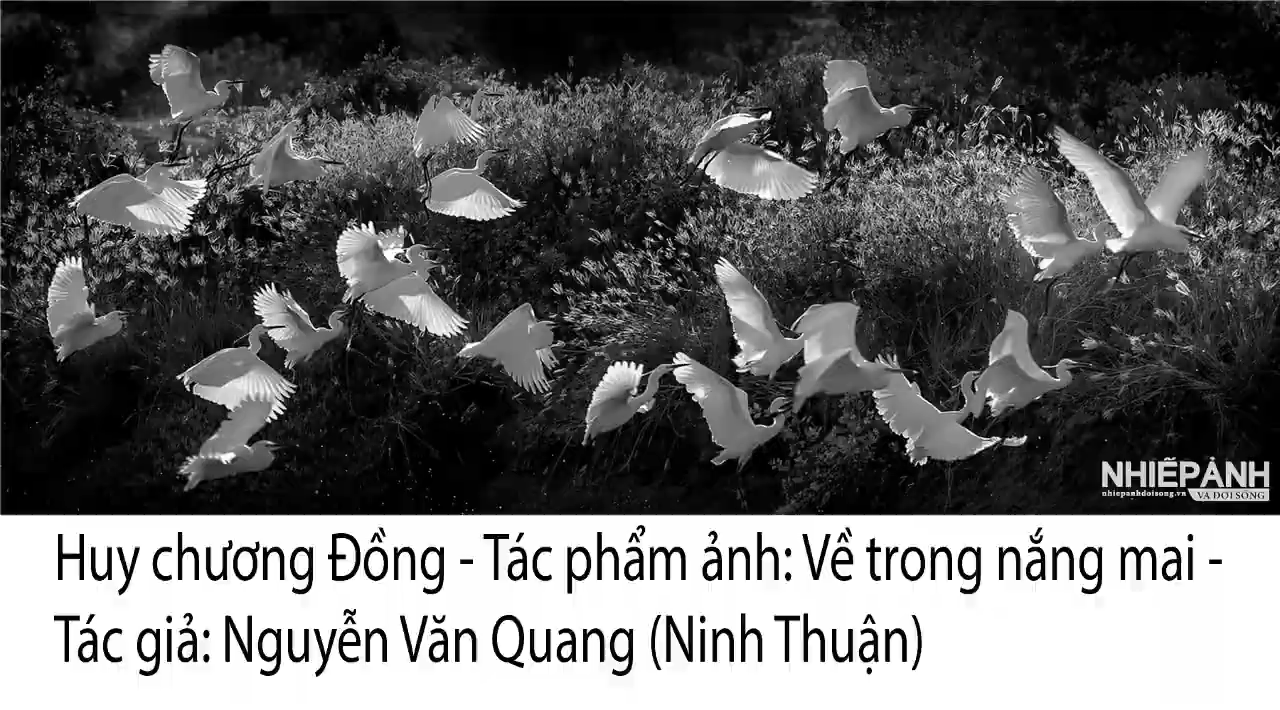 NHIẾPẢNH
nhiepanhdoisong.vn VÀ ĐỜI SỐNG
Huy chương Đồng - Tác phẩm ảnh: Về trong nắng mai -
Tác giả: Nguyễn Văn Quang (Ninh Thuận)